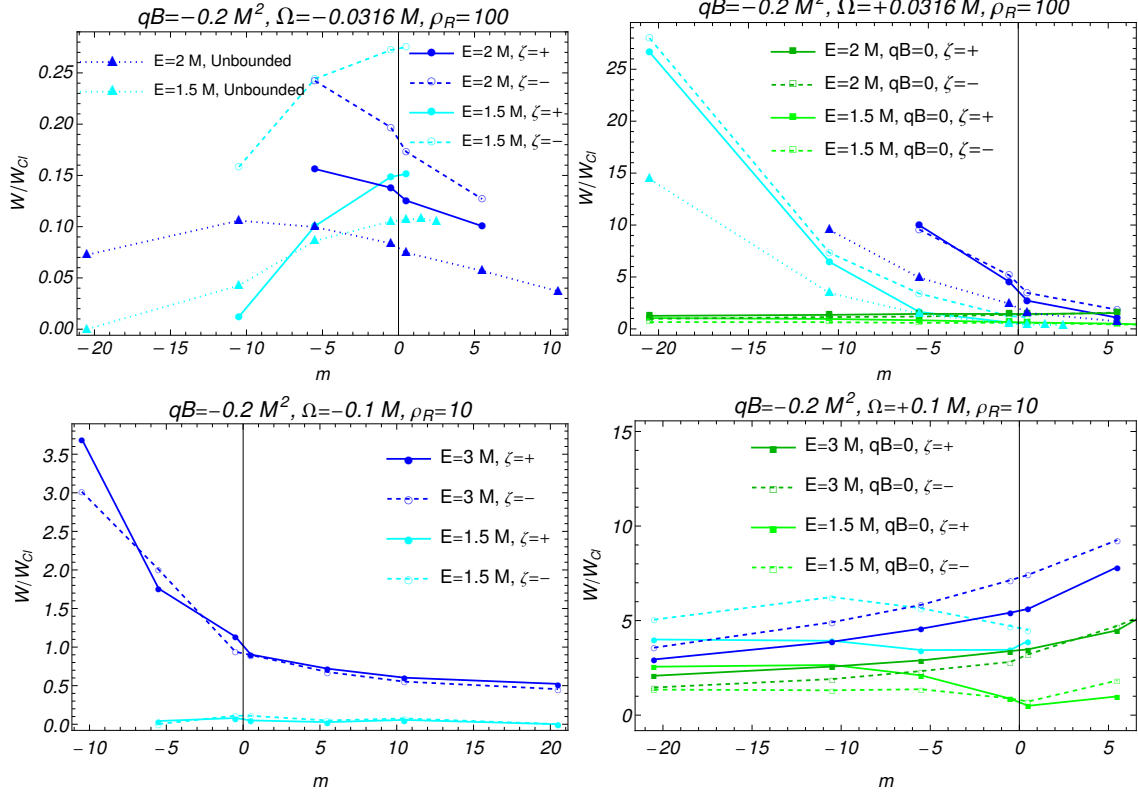 qB=−0.2 M², Ω=−0.0316 M, ρ_R=100
E=2 M, Unbounded
E=1.5 M, Unbounded
E=2 M, ζ=+
E=2 M, ζ=−
E=1.5 M, ζ=+
E=1.5 M, ζ=−
0.25
0.20
0.15
0.10
0.05
0.00
W/W_Cl
−20 −15 −10 −5 0 5 10
m
qB=−0.2 M², Ω=+0.0316 M, ρ_R=100
E=2 M, qB=0, ζ=+
E=2 M, qB=0, ζ=−
E=1.5 M, qB=0, ζ=+
E=1.5 M, qB=0, ζ=−
25
20
15
10
5
0
W/W_Cl
−20 −15 −10 −5 0 5
m
qB=−0.2 M², Ω=−0.1 M, ρ_R=10
E=3 M, ζ=+
E=3 M, ζ=−
E=1.5 M, ζ=+
E=1.5 M, ζ=−
3.5
3.0
2.5
2.0
1.5
1.0
0.5
0.0
W/W_Cl
−10 −5 0 5 10 15 20
m
qB=−0.2 M², Ω=+0.1 M, ρ_R=10
E=3 M, qB=0, ζ=+
E=3 M, qB=0, ζ=−
E=1.5 M, qB=0, ζ=+
E=1.5 M, qB=0, ζ=−
15
10
5
0
W/W_Cl
−20 −15 −10 −5 0 5
m